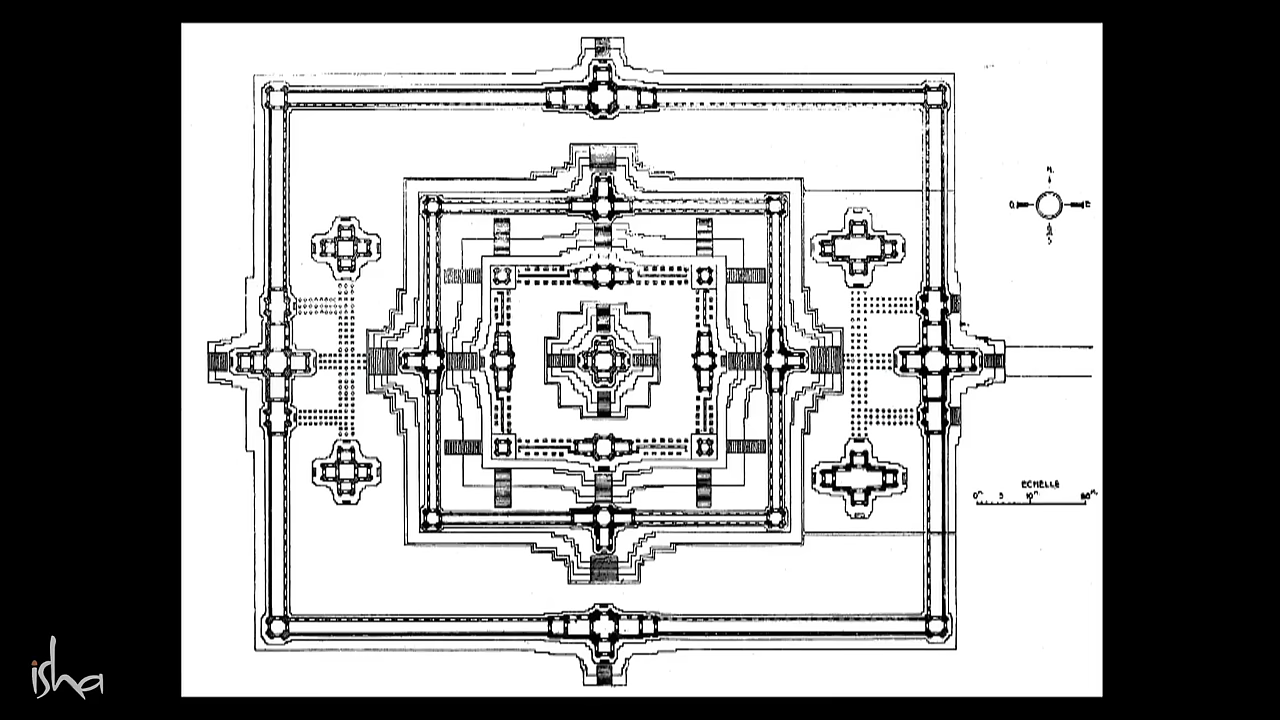 N.
O E
S
ECHELLE
0ᵐ 5 10ᵐ
isha